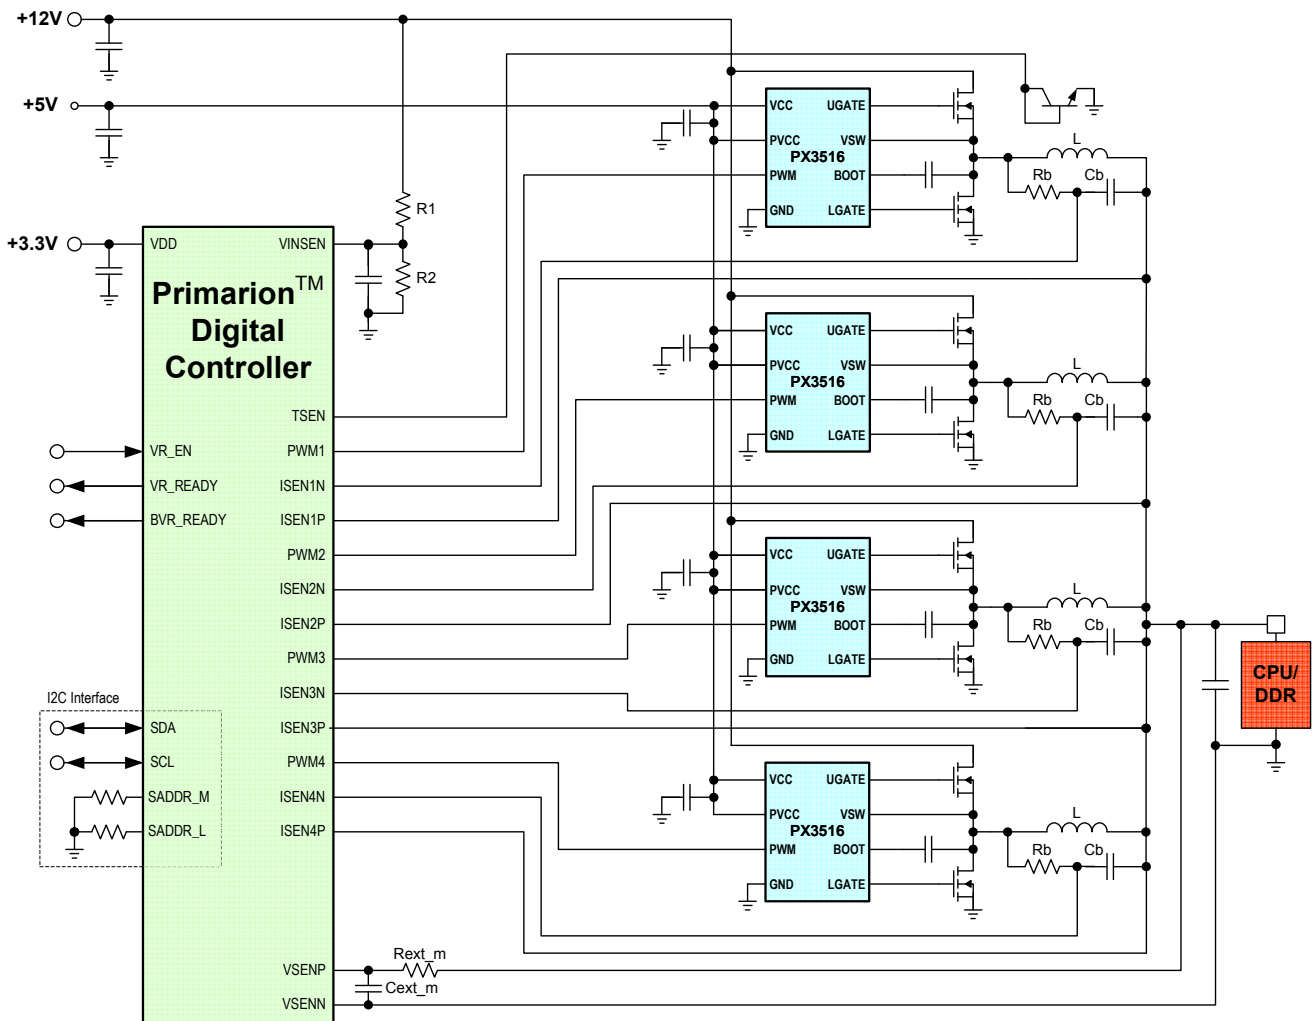 +12V
+5V
+3.3V
R1
R2
VDD
VINSEN
Primarion™
Digital
Controller
TSEN
VR_EN
PWM1
VR_READY
ISEN1N
BVR_READY
ISEN1P
PWM2
ISEN2N
ISEN2P
PWM3
ISEN3N
I2C Interface
SDA
ISEN3P
SCL
PWM4
SADDR_M
ISEN4N
SADDR_L
ISEN4P
VSENP
VSENN
Rext_m
Cext_m
VCC
UGATE
PVCC
VSW
PX3516
PWM
BOOT
GND
LGATE
L
Rb
Cb
VCC
UGATE
PVCC
VSW
PX3516
PWM
BOOT
GND
LGATE
L
Rb
Cb
VCC
UGATE
PVCC
VSW
PX3516
PWM
BOOT
GND
LGATE
L
Rb
Cb
VCC
UGATE
PVCC
VSW
PX3516
PWM
BOOT
GND
LGATE
L
Rb
Cb
CPU/
DDR